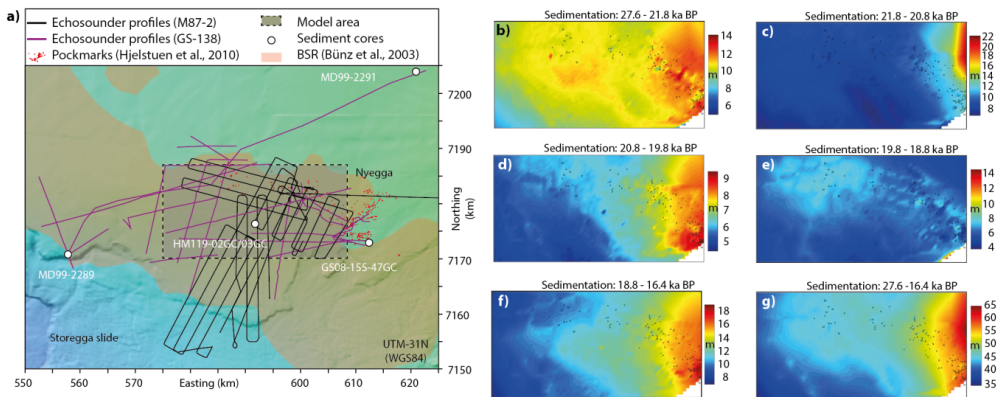 a)
Echosounder profiles (M87-2)
Echosounder profiles (GS-138)
Pockmarks (Hjelstuen et al., 2010)
Model area
Sediment cores
BSR (Bünz et al., 2003)
MD99-2291
Nyegga
HM119-02GC/03GC
GS08-155-47GC
MD99-2289
Storegga slide
UTM-31N
(WGS84)
7200
7190
7180
7170
7160
7150
Northing
(km)
550 560 570 Easting (km) 600 610 620
b)
Sedimentation: 27.6 - 21.8 ka BP
14
12
10
8
6
m
c)
Sedimentation: 21.8 - 20.8 ka BP
22
20
18
16
14
12
10
8
6
m
d)
Sedimentation: 20.8 - 19.8 ka BP
9
8
7
6
5
m
e)
Sedimentation: 19.8 - 18.8 ka BP
14
12
10
8
6
4
m
f)
Sedimentation: 18.8 - 16.4 ka BP
18
16
14
12
10
8
m
g)
Sedimentation: 27.6 -16.4 ka BP
65
60
55
50
45
40
35
m